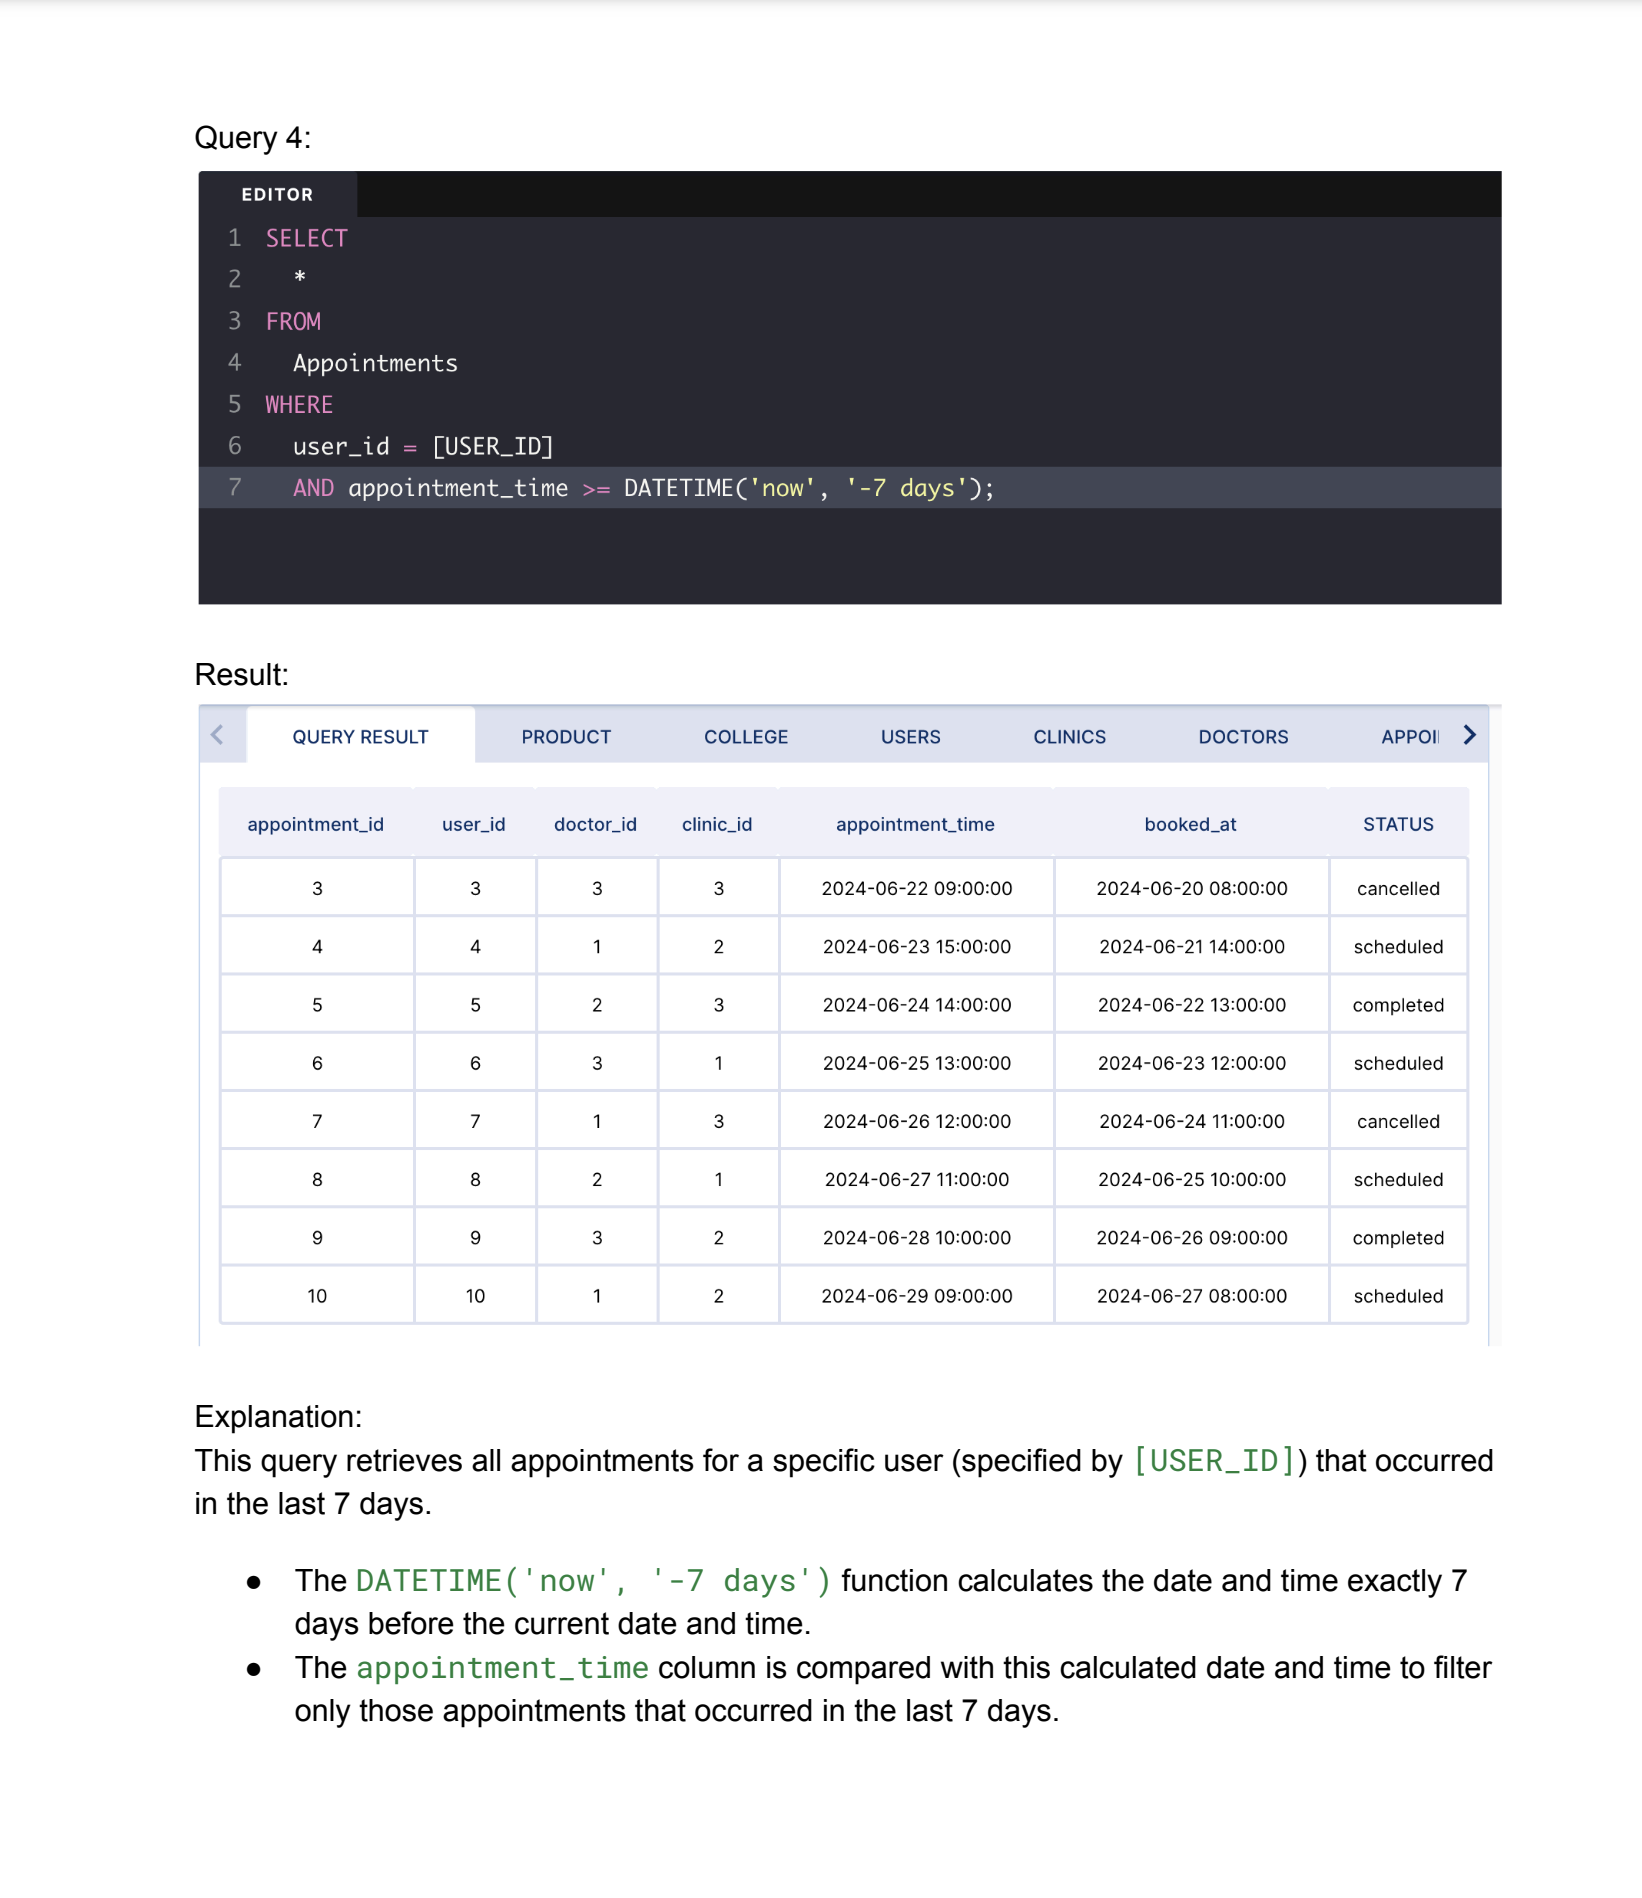 Query 4:
EDITOR
1 SELECT
2 *
3 FROM
4 Appointments
5 WHERE
6 user_id = [USER_ID]
7 AND appointment_time >= DATETIME('now', '-7 days');
Result:
QUERY RESULT PRODUCT COLLEGE USERS CLINICS DOCTORS APPOI
appointment_id user_id doctor_id clinic_id appointment_time booked_at STATUS
3 3 3 3 2024-06-22 09:00:00 2024-06-20 08:00:00 cancelled
4 4 1 2 2024-06-23 15:00:00 2024-06-21 14:00:00 scheduled
5 5 2 3 2024-06-24 14:00:00 2024-06-22 13:00:00 completed
6 6 3 1 2024-06-25 13:00:00 2024-06-23 12:00:00 scheduled
7 7 1 3 2024-06-26 12:00:00 2024-06-24 11:00:00 cancelled
8 8 2 1 2024-06-27 11:00:00 2024-06-25 10:00:00 scheduled
9 9 3 2 2024-06-28 10:00:00 2024-06-26 09:00:00 completed
10 10 1 2 2024-06-29 09:00:00 2024-06-27 08:00:00 scheduled
Explanation:
This query retrieves all appointments for a specific user (specified by [USER_ID]) that occurred
in the last 7 days.
● The DATETIME('now', '-7 days') function calculates the date and time exactly 7
days before the current date and time.
● The appointment_time column is compared with this calculated date and time to filter
only those appointments that occurred in the last 7 days.